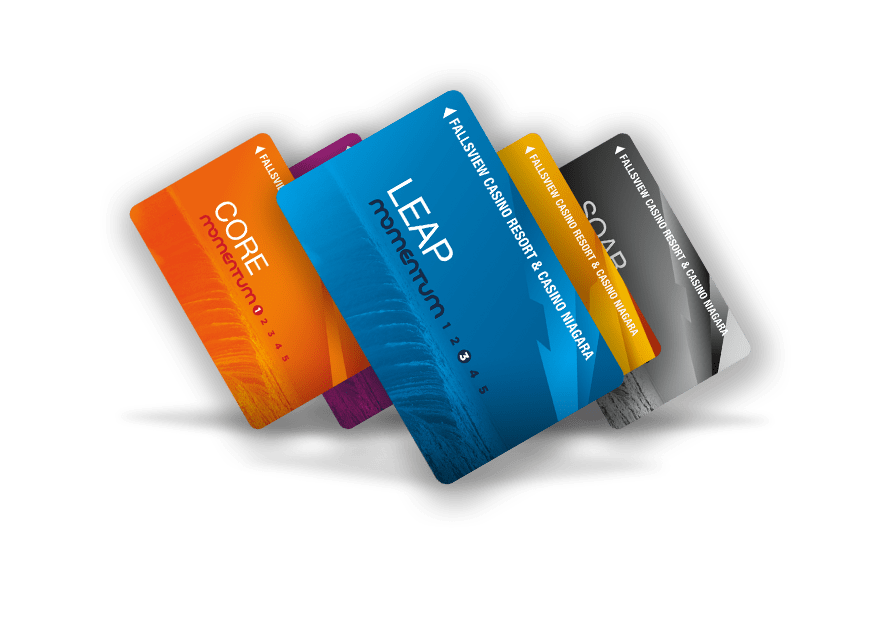 FALLSVIE
CORE
momentum 1 2 3 4 5
FALLSVIEW CASINO RESORT & CASINO NIAGARA
LEAP
momentum 1 2 3 4 5
FALLSVIEW CASINO RESORT & CASINO NIAGARA
FALLSVIEW CASINO RESORT & CASINO NIAGARA
SOAR